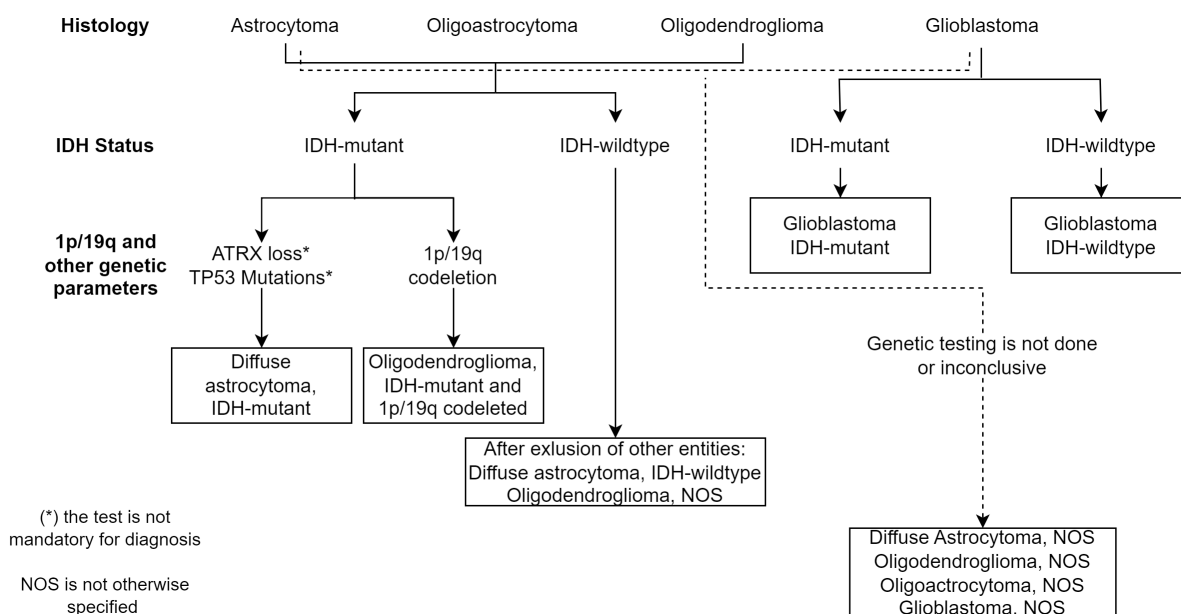 Histology
Astrocytoma
Oligoastrocytoma
Oligodendroglioma
Glioblastoma
IDH Status
IDH-mutant
IDH-wildtype
IDH-mutant
IDH-wildtype
Glioblastoma
IDH-mutant
Glioblastoma
IDH-wildtype
1p/19q and
other genetic
parameters
ATRX loss*
TP53 Mutations*
1p/19q
codeletion
Genetic testing is not done
or inconclusive
Diffuse
astrocytoma,
IDH-mutant
Oligodendroglioma,
IDH-mutant and
1p/19q codeleted
After exlusion of other entities:
Diffuse astrocytoma, IDH-wildtype
Oligodendroglioma, NOS
(*) the test is not
mandatory for diagnosis
NOS is not otherwise
specified
Diffuse Astrocytoma, NOS
Oligodendroglioma, NOS
Oligoactrocytoma, NOS
Glioblastoma, NOS